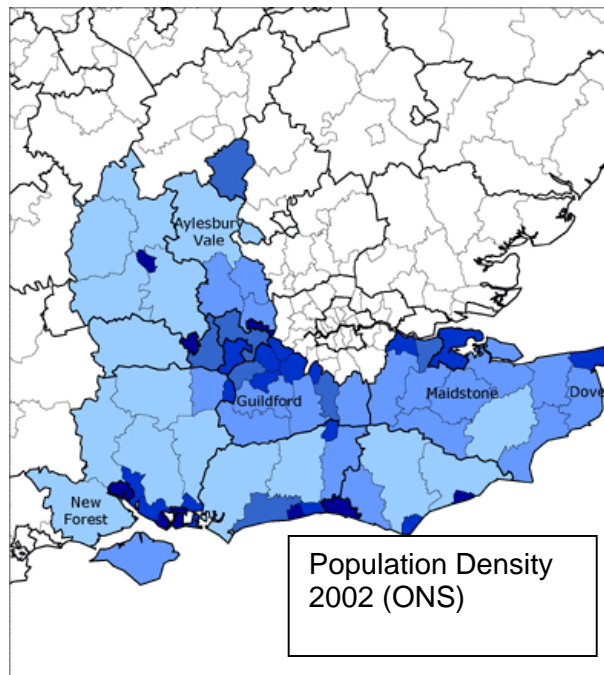 Aylesbury
Vale
Guildford
Maidstone
Dove
New
Forest
Population Density
2002 (ONS)